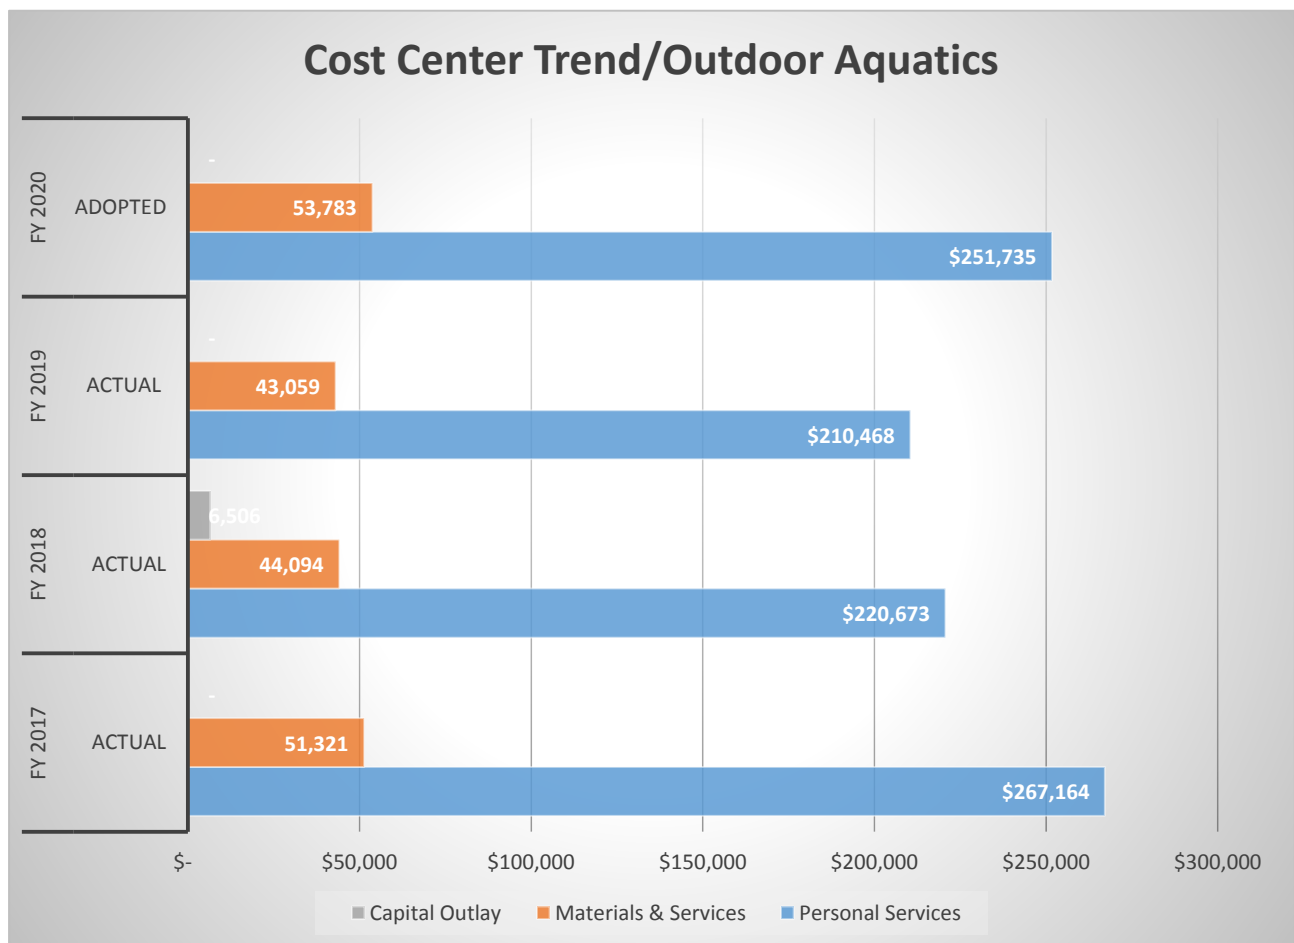 Cost Center Trend/Outdoor Aquatics
FY 2020
ADOPTED
-
53,783
$251,735
FY 2019
ACTUAL
-
43,059
$210,468
FY 2018
ACTUAL
6,506
44,094
$220,673
FY 2017
ACTUAL
-
51,321
$267,164
$- $50,000 $100,000 $150,000 $200,000 $250,000 $300,000
Capital Outlay Materials & Services Personal Services